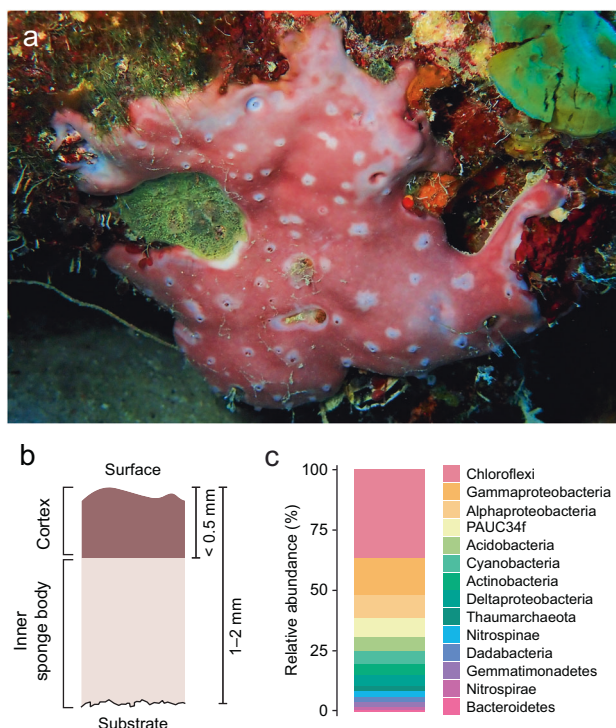 a
b
Surface
Cortex
< 0.5 mm
Inner
sponge body
1–2 mm
Substrate
c
Relative abundance (%)
100
75
50
25
0
Chloroflexi
Gammaproteobacteria
Alphaproteobacteria
PAUC34f
Acidobacteria
Cyanobacteria
Actinobacteria
Deltaproteobacteria
Thaumarchaeota
Nitrospinae
Dadabacteria
Gemmatimonadetes
Nitrospirae
Bacteroidetes